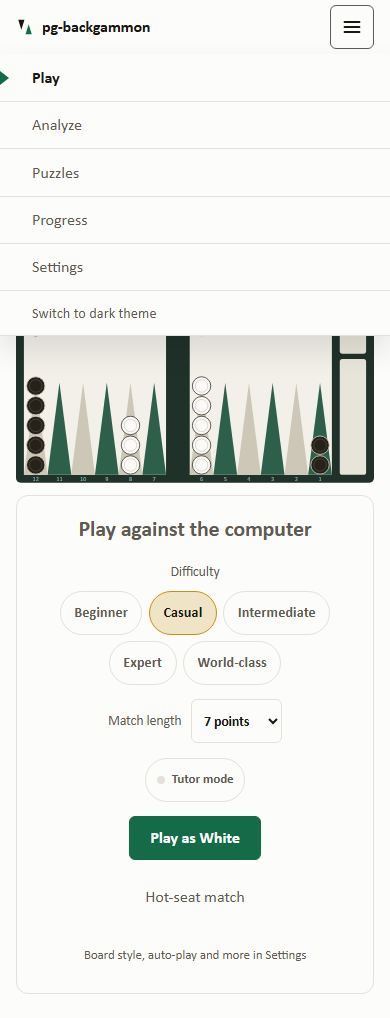 pg-backgammon
Play
Analyze
Puzzles
Progress
Settings
Switch to dark theme
12 11 10 9 8 7 6 5 4 3 2 1
Play against the computer
Difficulty
Beginner Casual Intermediate
Expert World-class
Match length 7 points
Tutor mode
Play as White
Hot-seat match
Board style, auto-play and more in Settings